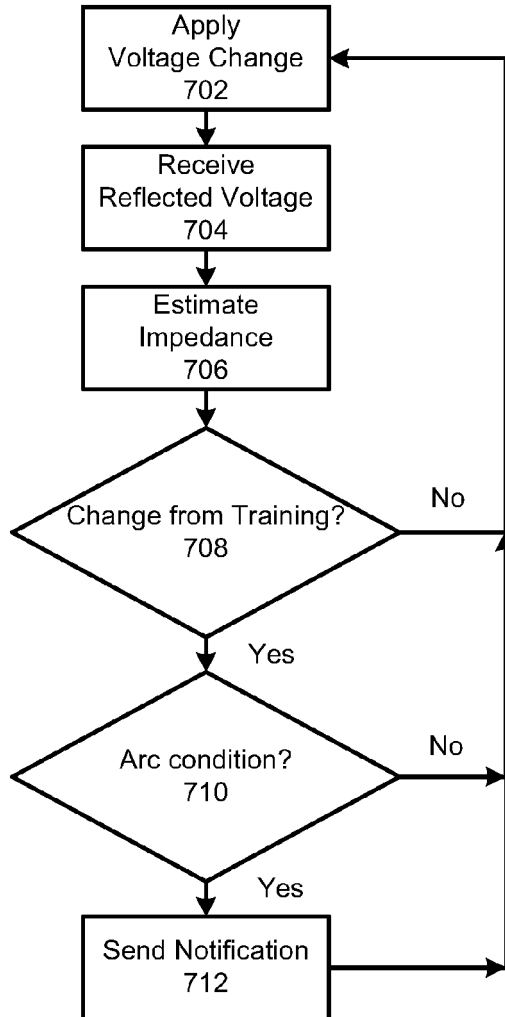 Apply
Voltage Change
702
Receive
Reflected Voltage
704
Estimate
Impedance
706
Change from Training?
708
No
Yes
Arc condition?
710
No
Yes
Send Notification
712